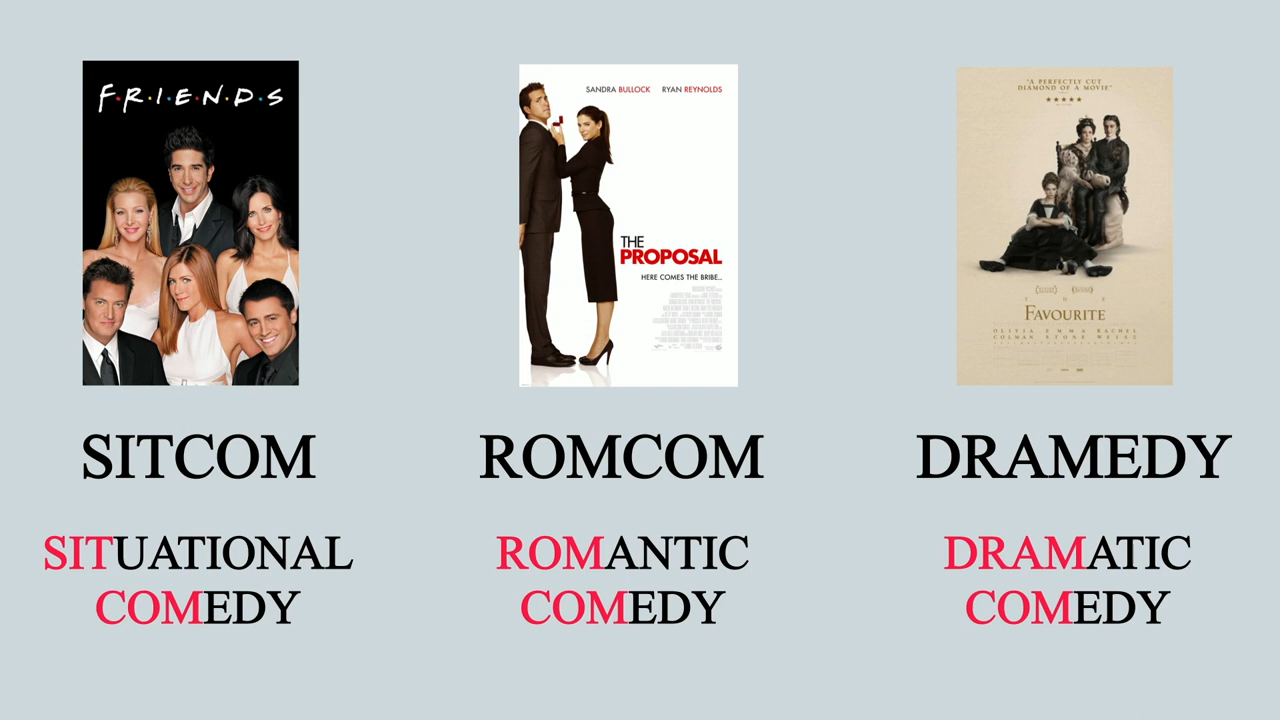 F·R·I·E·N·D·S
SANDRA BULLOCK RYAN REYNOLDS
THE
PROPOSAL
HERE COMES THE BRIBE...
"A PERFECTLY CUT
DIAMOND OF A MOVIE"
★★★★★
THE
FAVOURITE
OLIVIA EMMA RACHEL
COLMAN STONE WEISZ
SITCOM ROMCOM DRAMEDY
SITUATIONAL ROMANTIC DRAMATIC
COMEDY COMEDY COMEDY